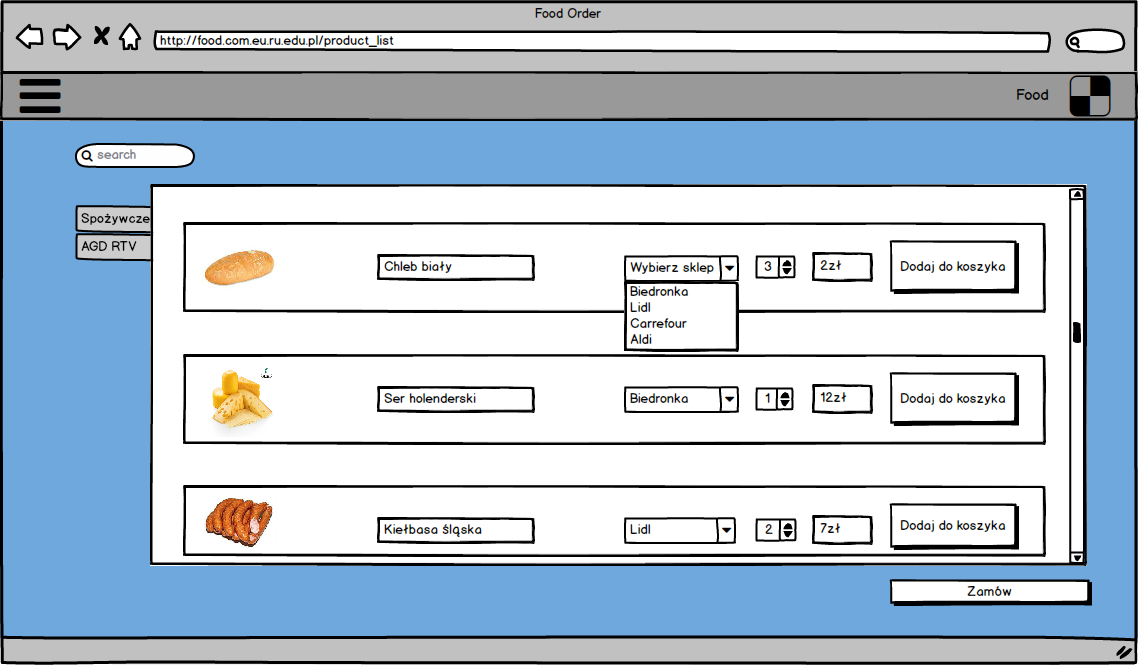 Food Order
http://food.com.eu.ru.edu.pl/product_list
Food
search
Spożywcze
AGD RTV
Chleb biały
Wybierz sklep
3
2zł
Dodaj do koszyka
Biedronka
Lidl
Carrefour
Aldi
Ser holenderski
Biedronka
1
12zł
Dodaj do koszyka
Kiełbasa śląska
Lidl
2
7zł
Dodaj do koszyka
Zamów